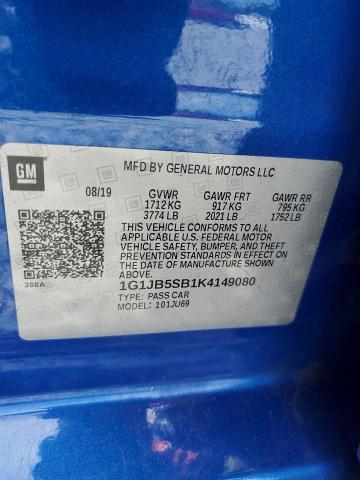 GM
MFD BY GENERAL MOTORS LLC
08/19 GVWR GAWR FRT GAWR RR
1712 KG 917 KG 795 KG
3774 LB 2021 LB 1752 LB
THIS VEHICLE CONFORMS TO ALL
APPLICABLE U.S. FEDERAL MOTOR
VEHICLE SAFETY, BUMPER, AND THEFT
PREVENTION STANDARDS IN EFFECT ON
THE DATE OF MANUFACTURE SHOWN
ABOVE.
1G1JB5SB1K4149080
388A TYPE: PASS CAR
MODEL: 101JU69